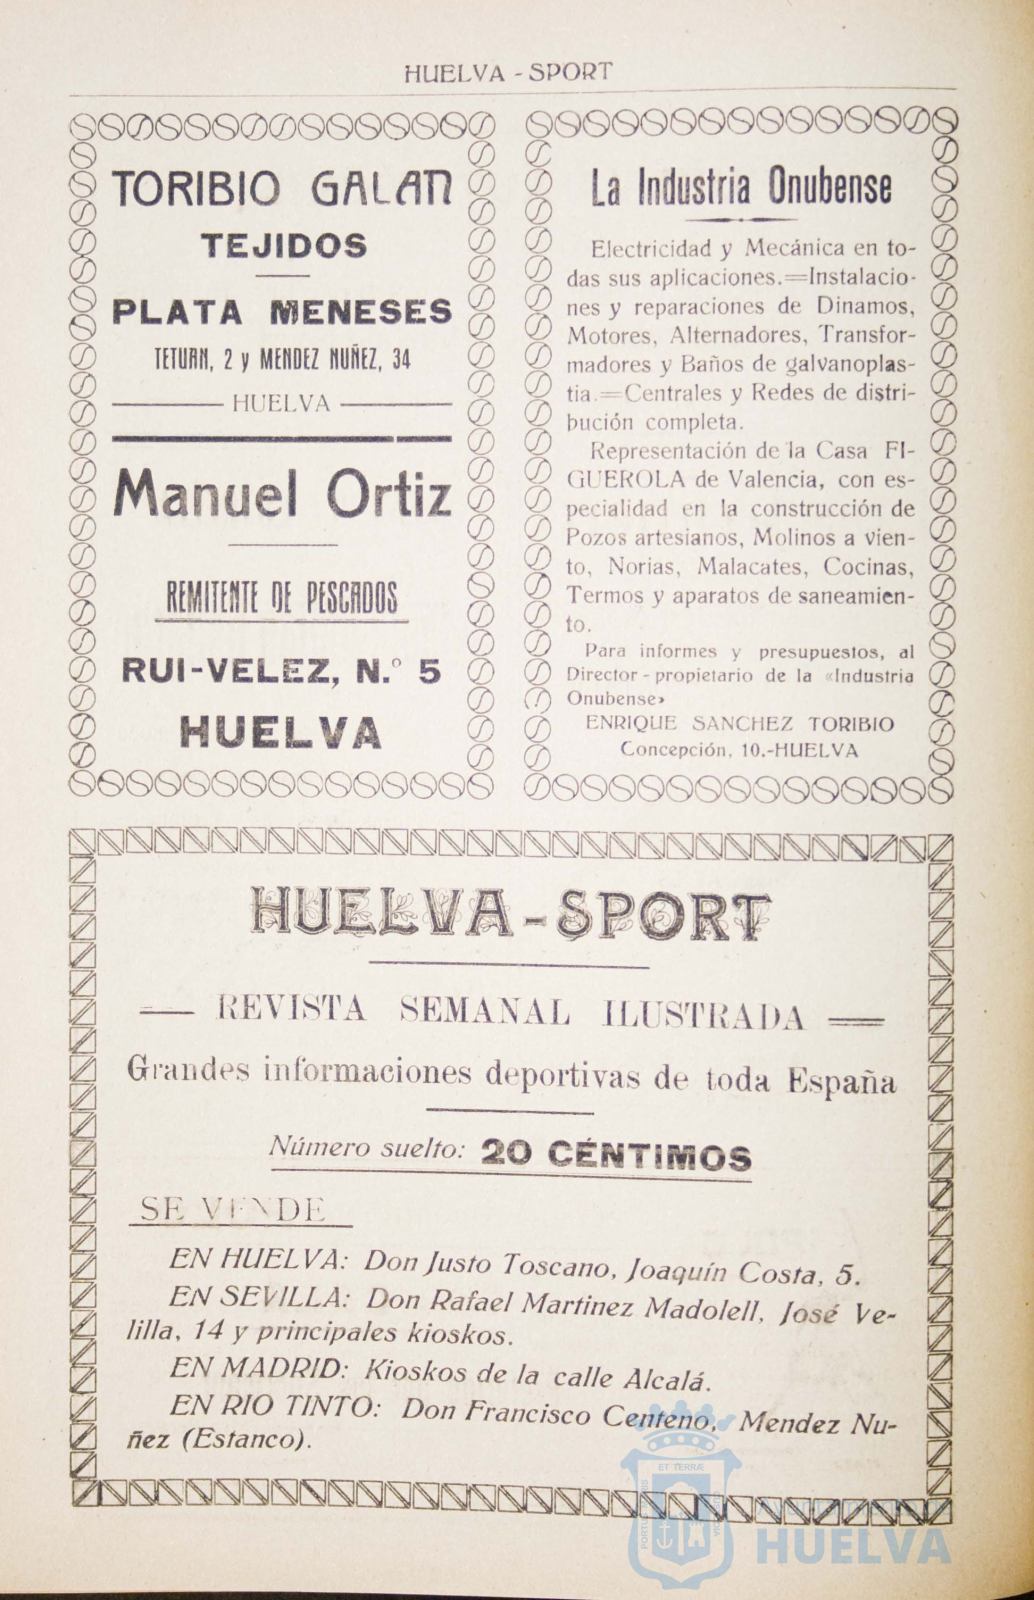 HUELVA - SPORT
TORIBIO GALAN
TEJIDOS
PLATA MENESES
TETUAN, 2 y MENDEZ NUÑEZ, 34
HUELVA
Manuel Ortiz
REMITENTE DE PESCADOS
RUI-VELEZ, N.º 5
HUELVA
La Industria Onubense
Electricidad y Mecánica en to-
das sus aplicaciones.=Instalacio-
nes y reparaciones de Dinamos,
Motores, Alternadores, Transfor-
madores y Baños de galvanoplas-
tia.=Centrales y Redes de distri-
bución completa.
Representación de la Casa FI-
GUEROLA de Valencia, con es-
pecialidad en la construcción de
Pozos artesianos, Molinos a vien-
to, Norias, Malacates, Cocinas,
Termos y aparatos de saneamien-
to.
Para informes y presupuestos, al
Director - propietario de la «Industria
Onubense»
ENRIQUE SANCHEZ TORIBIO
Concepción, 10.-HUELVA
HUELVA-SPORT
REVISTA SEMANAL ILUSTRADA
Grandes informaciones deportivas de toda España
Número suelto: 20 CÉNTIMOS
SE VENDE
EN HUELVA: Don Justo Toscano, Joaquín Costa, 5.
EN SEVILLA: Don Rafael Martinez Madolell, José Ve-
lilla, 14 y principales kioskos.
EN MADRID: Kioskos de la calle Alcalá.
EN RIO TINTO: Don Francisco Centeno, Mendez Nu-
ñez (Estanco).
ET TERRÆ
HUELVA